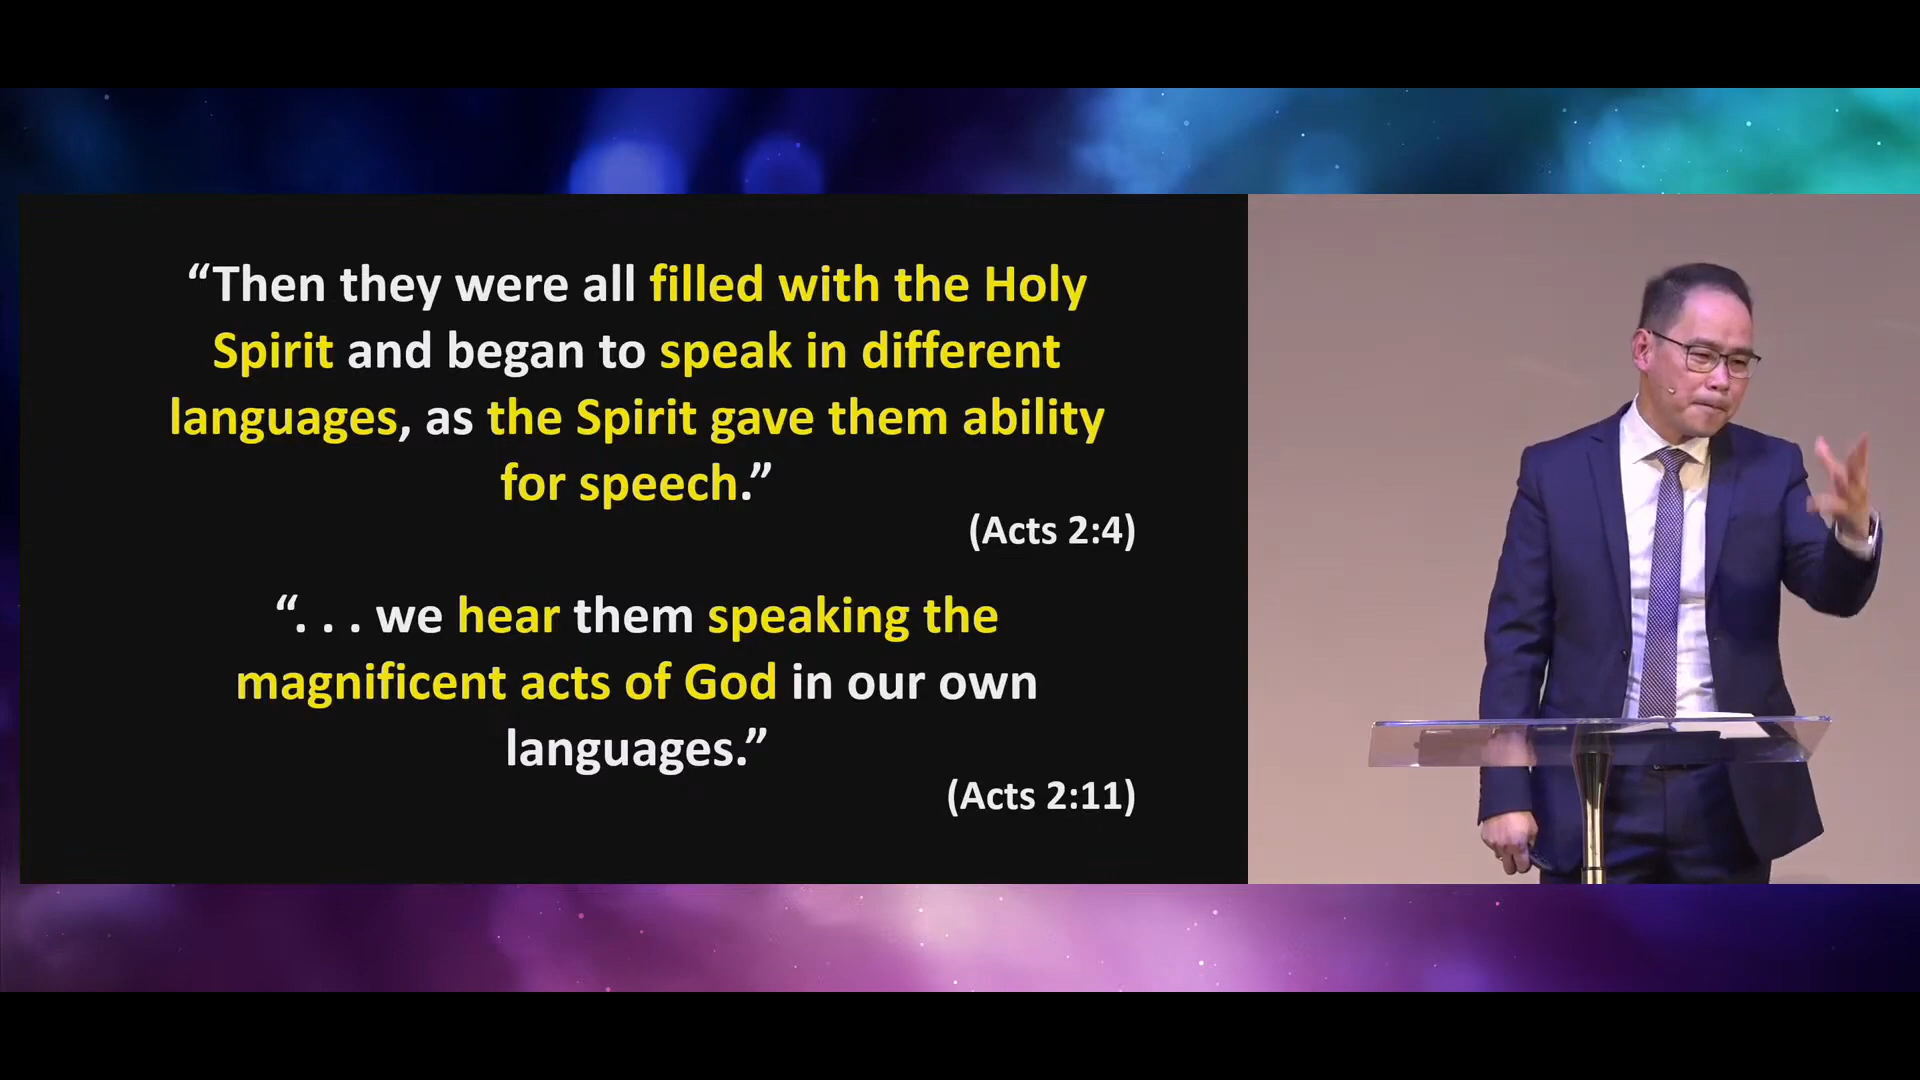 “Then they were all filled with the Holy
Spirit and began to speak in different
languages, as the Spirit gave them ability
for speech.”
(Acts 2:4)
“. . . we hear them speaking the
magnificent acts of God in our own
languages.”
(Acts 2:11)